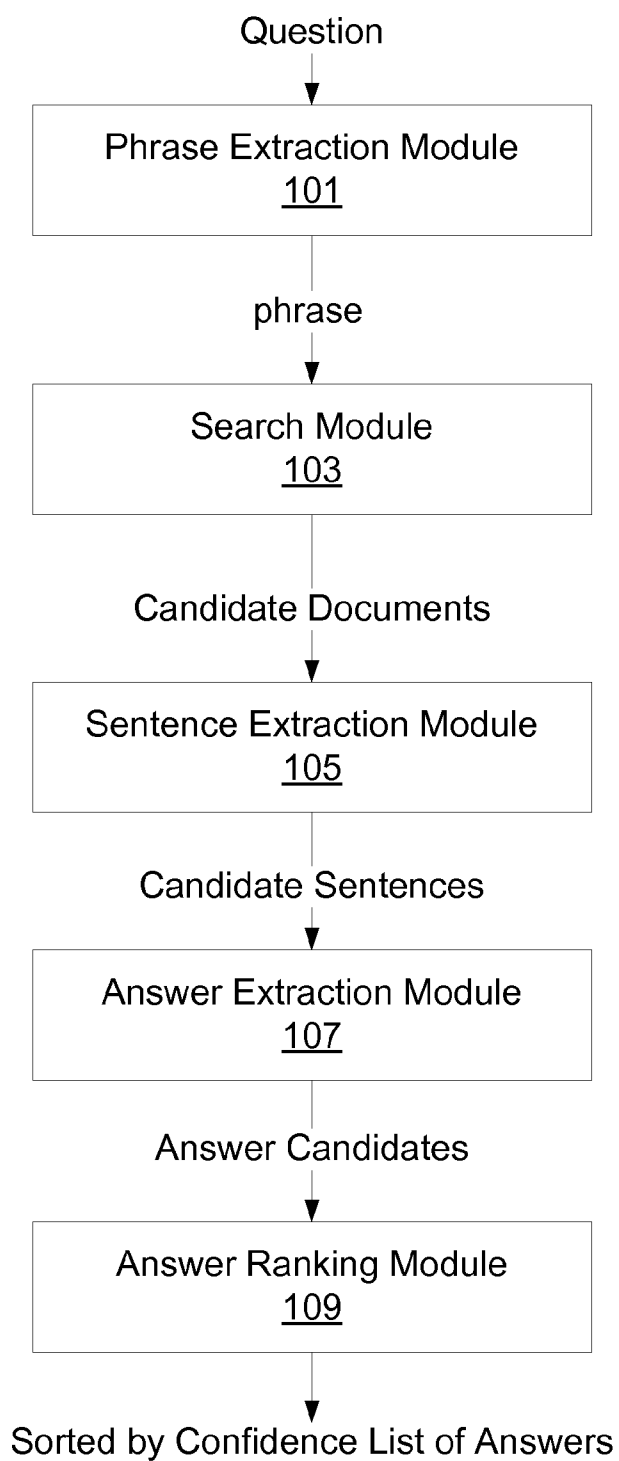 Question
Phrase Extraction Module
101
phrase
Search Module
103
Candidate Documents
Sentence Extraction Module
105
Candidate Sentences
Answer Extraction Module
107
Answer Candidates
Answer Ranking Module
109
Sorted by Confidence List of Answers